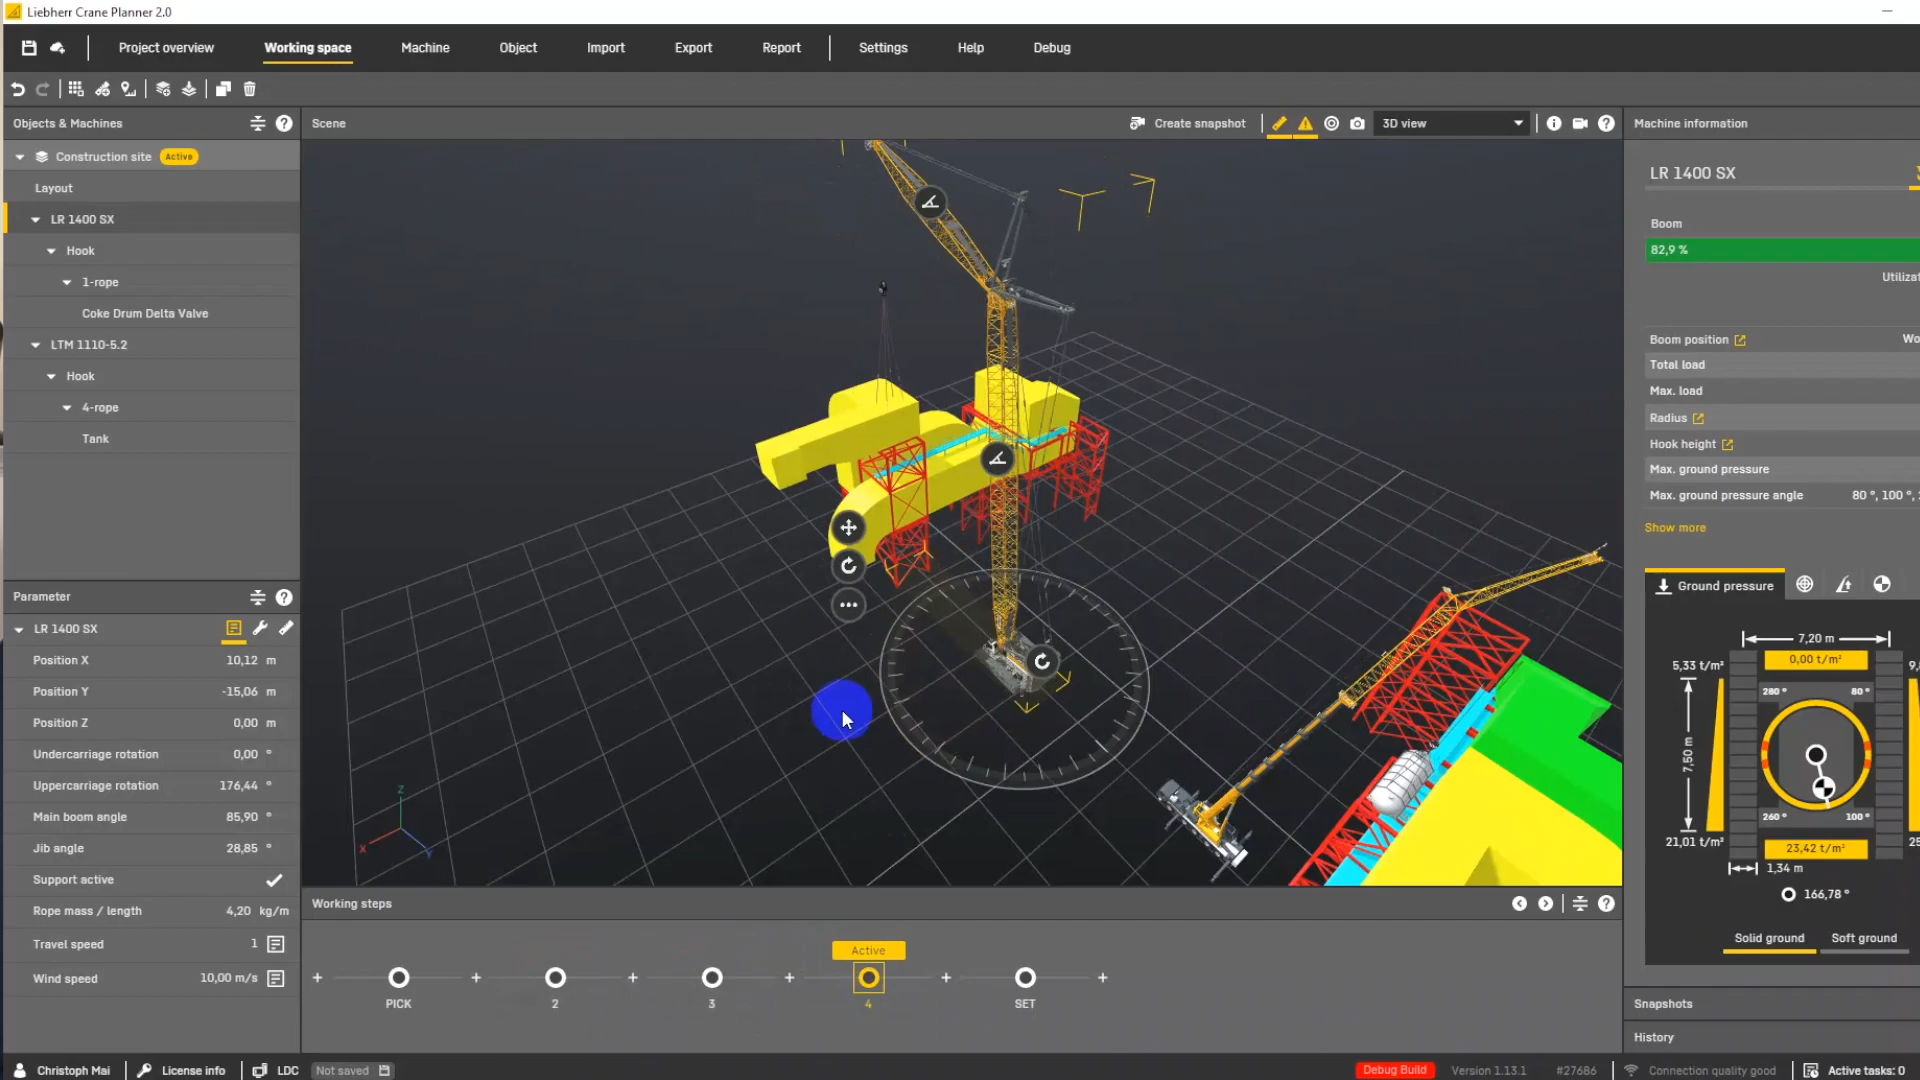 Liebherr Crane Planner 2.0
Project overview
Working space
Machine
Object
Import
Export
Report
Settings
Help
Debug
Objects & Machines
Construction site
Active
Layout
LR 1400 SX
Hook
1-rope
Coke Drum Delta Valve
LTM 1110-5.2
Hook
4-rope
Tank
Parameter
LR 1400 SX
Position X 10,12 m
Position Y -15,06 m
Position Z 0,00 m
Undercarriage rotation 0,00 °
Uppercarriage rotation 176,44 °
Main boom angle 85,90 °
Jib angle 28,85 °
Support active
Rope mass / length 4,20 kg/m
Travel speed 1
Wind speed 10,00 m/s
Scene
Create snapshot
3D view
Z
X
Y
Working steps
Active
PICK
2
3
4
SET
Machine information
LR 1400 SX
Boom
82,9 %
Boom position
Total load
Max. load
Radius
Hook height
Max. ground pressure
Max. ground pressure angle 80 °, 100 °,
Show more
Ground pressure
7,20 m
5,33 t/m²
0,00 t/m²
280 °
80 °
7,50 m
260 °
100 °
21,01 t/m²
23,42 t/m²
1,34 m
166,78 °
Solid ground
Soft ground
Snapshots
History
Christoph Mai
License info
LDC
Not saved
Debug Build
Version 1.13.1
#27686
Connection quality good
Active tasks: 0